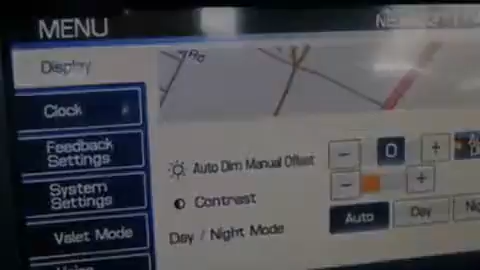 MENU
Display
Clock
Feedback
Settings
System
Settings
Valet Mode
Rd
Auto Dim Manual Offset
− 0 +
Contrast
− +
Day / Night Mode
Auto
Day